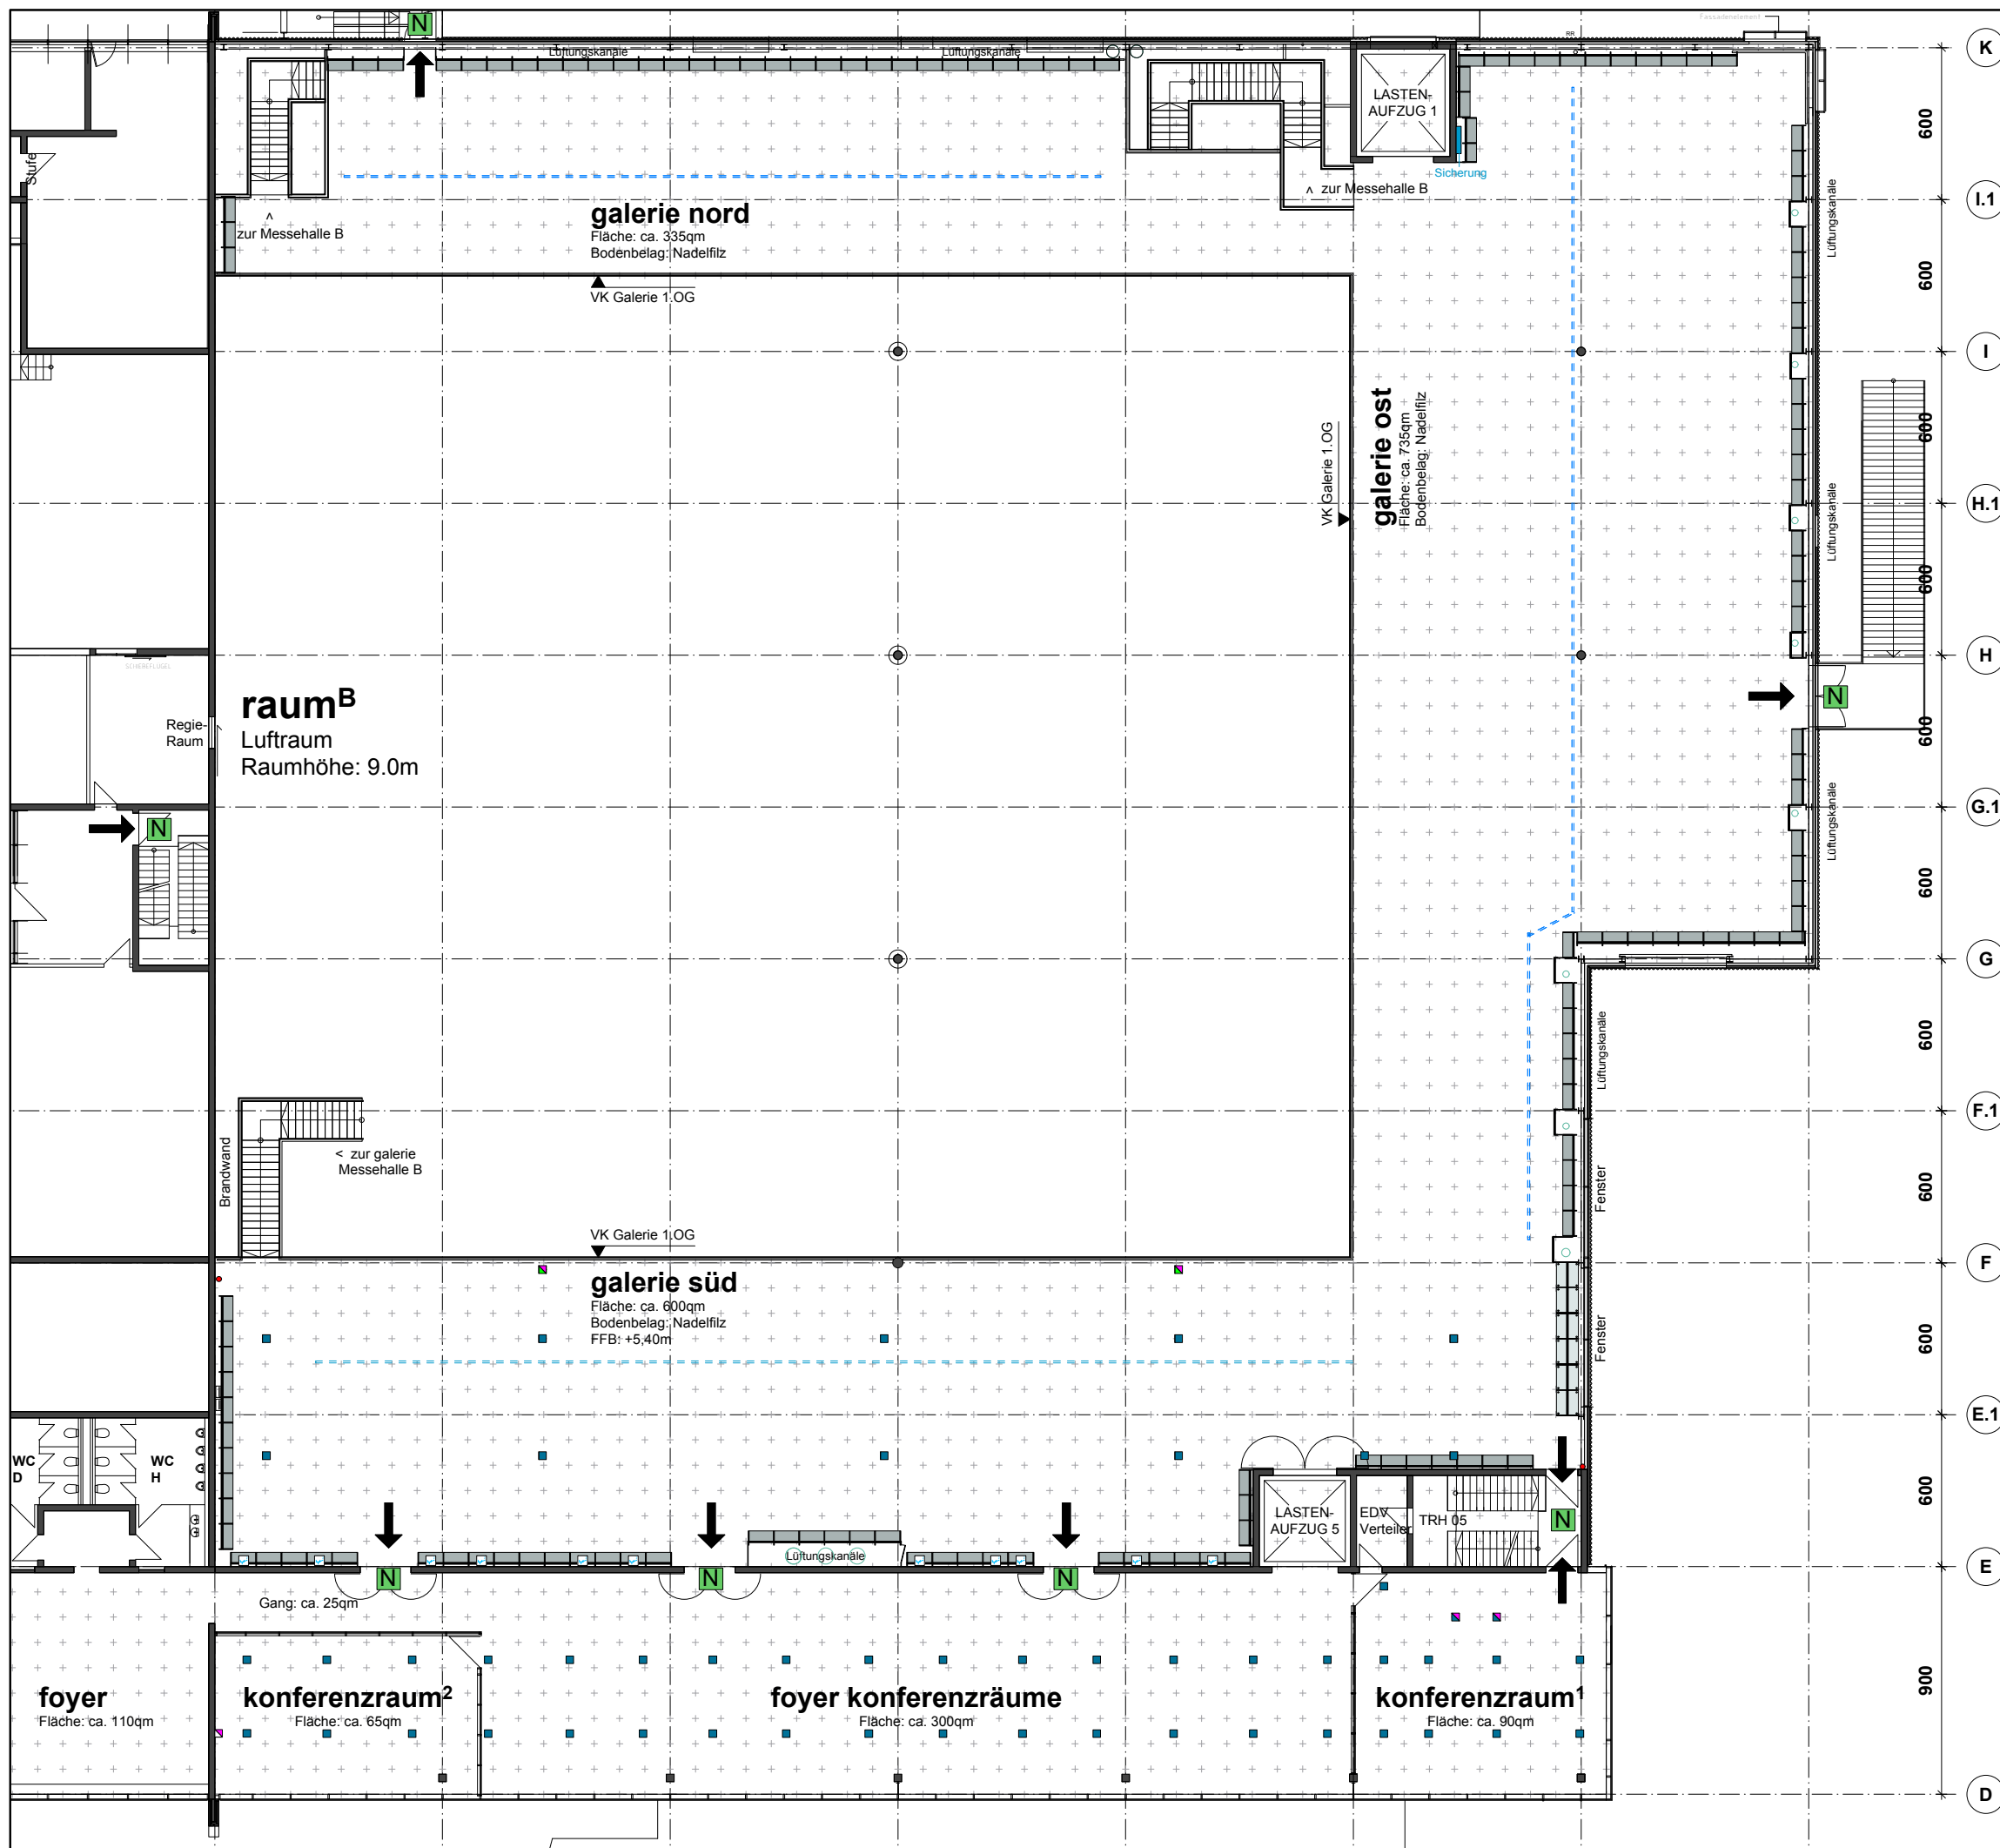 N
Fassadenelement
RR
Lüftungskanäle
Lüftungskanäle
K
LASTEN-
AUFZUG 1
600
Stufe
Sicherung
^ zur Messehalle B
Lüftungskanäle
I.1
galerie nord
Fläche: ca. 335qm
Bodenbelag: Nadelfilz
^
zur Messehalle B
600
VK Galerie 1.OG
I
galerie ost
Fläche: ca. 735qm
Bodenbelag: Nadelfilz
VK Galerie 1.OG
600
H.1
Lüftungskanäle
600
H
SCHIEBEFLÜGEL
raumB
Luftraum
Raumhöhe: 9.0m
Regie-
Raum
N
600
G.1
Lüftungskanäle
N
600
G
Lüftungskanäle
600
F.1
Brandwand
< zur galerie
Messehalle B
Fenster
600
VK Galerie 1.OG
F
galerie süd
Fläche: ca. 600qm
Bodenbelag: Nadelfilz
FFB: +5,40m
Fenster
600
E.1
WC
D
WC
H
600
LASTEN-
AUFZUG 5
EDV
Verteiler
TRH 05
N
Lüftungskanäle
E
N
N
N
Gang: ca. 25qm
900
foyer
Fläche: ca. 110qm
konferenzraum2
Fläche: ca. 65qm
foyer konferenzräume
Fläche: ca. 300qm
konferenzraum1
Fläche: ca. 90qm
D